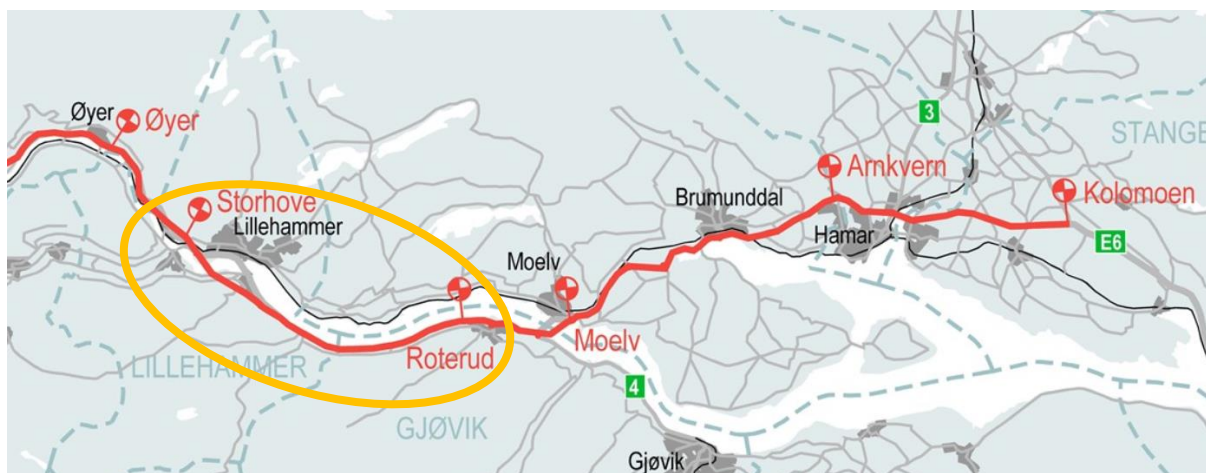 Øyer
Øyer
Storhove
Lillehammer
LILLEHAMMER
Roterud
GJØVIK
Moelv
Moelv
4
Gjøvik
Brumunddal
Arnkvern
Hamar
3
STANGE
Kolomoen
E6